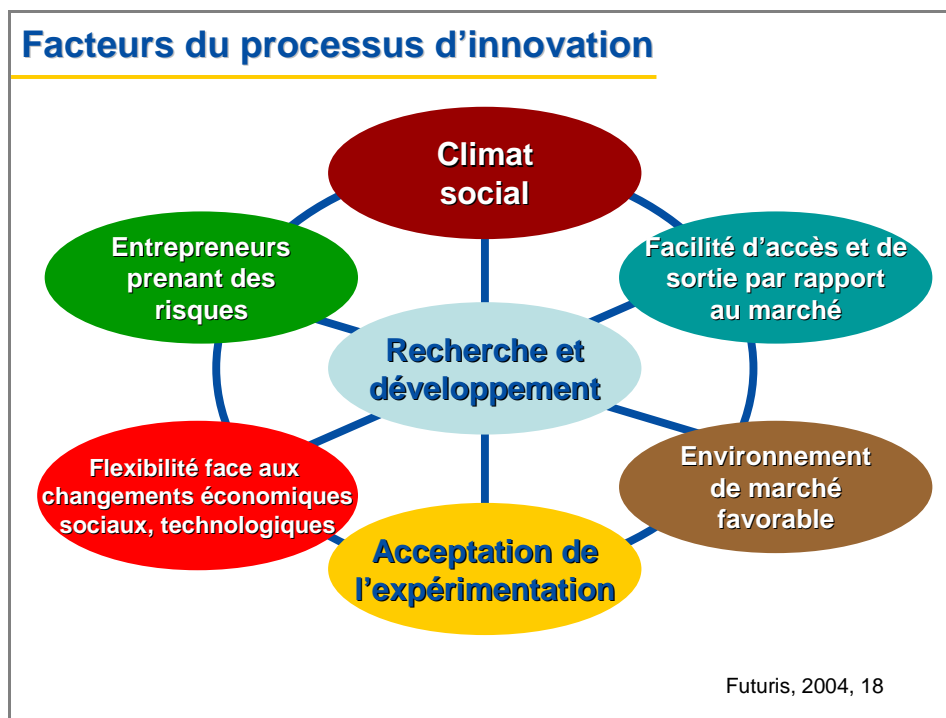 Facteurs du processus d’innovation
Climat
social
Entrepreneurs
prenant des
risques
Facilité d’accès et de
sortie par rapport
au marché
Recherche et
développement
Flexibilité face aux
changements économiques
sociaux, technologiques
Environnement
de marché
favorable
Acceptation de
l’expérimentation
Futuris, 2004, 18